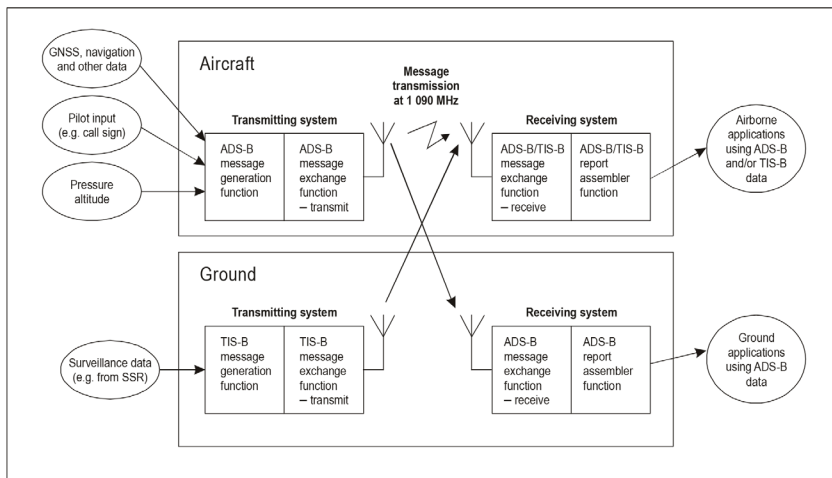 GNSS, navigation
and other data
Pilot input
(e.g. call sign)
Pressure
altitude
Aircraft
Message
transmission
at 1 090 MHz
Transmitting system
ADS-B
message
generation
function
ADS-B
message
exchange
function
– transmit
Receiving system
ADS-B/TIS-B
message
exchange
function
– receive
ADS-B/TIS-B
report
assembler
function
Airborne
applications
using ADS-B
and/or TIS-B
data
Ground
Surveillance data
(e.g. from SSR)
Transmitting system
TIS-B
message
generation
function
TIS-B
message
exchange
function
– transmit
Receiving system
ADS-B
message
exchange
function
– receive
ADS-B
report
assembler
function
Ground
applications
using ADS-B
data